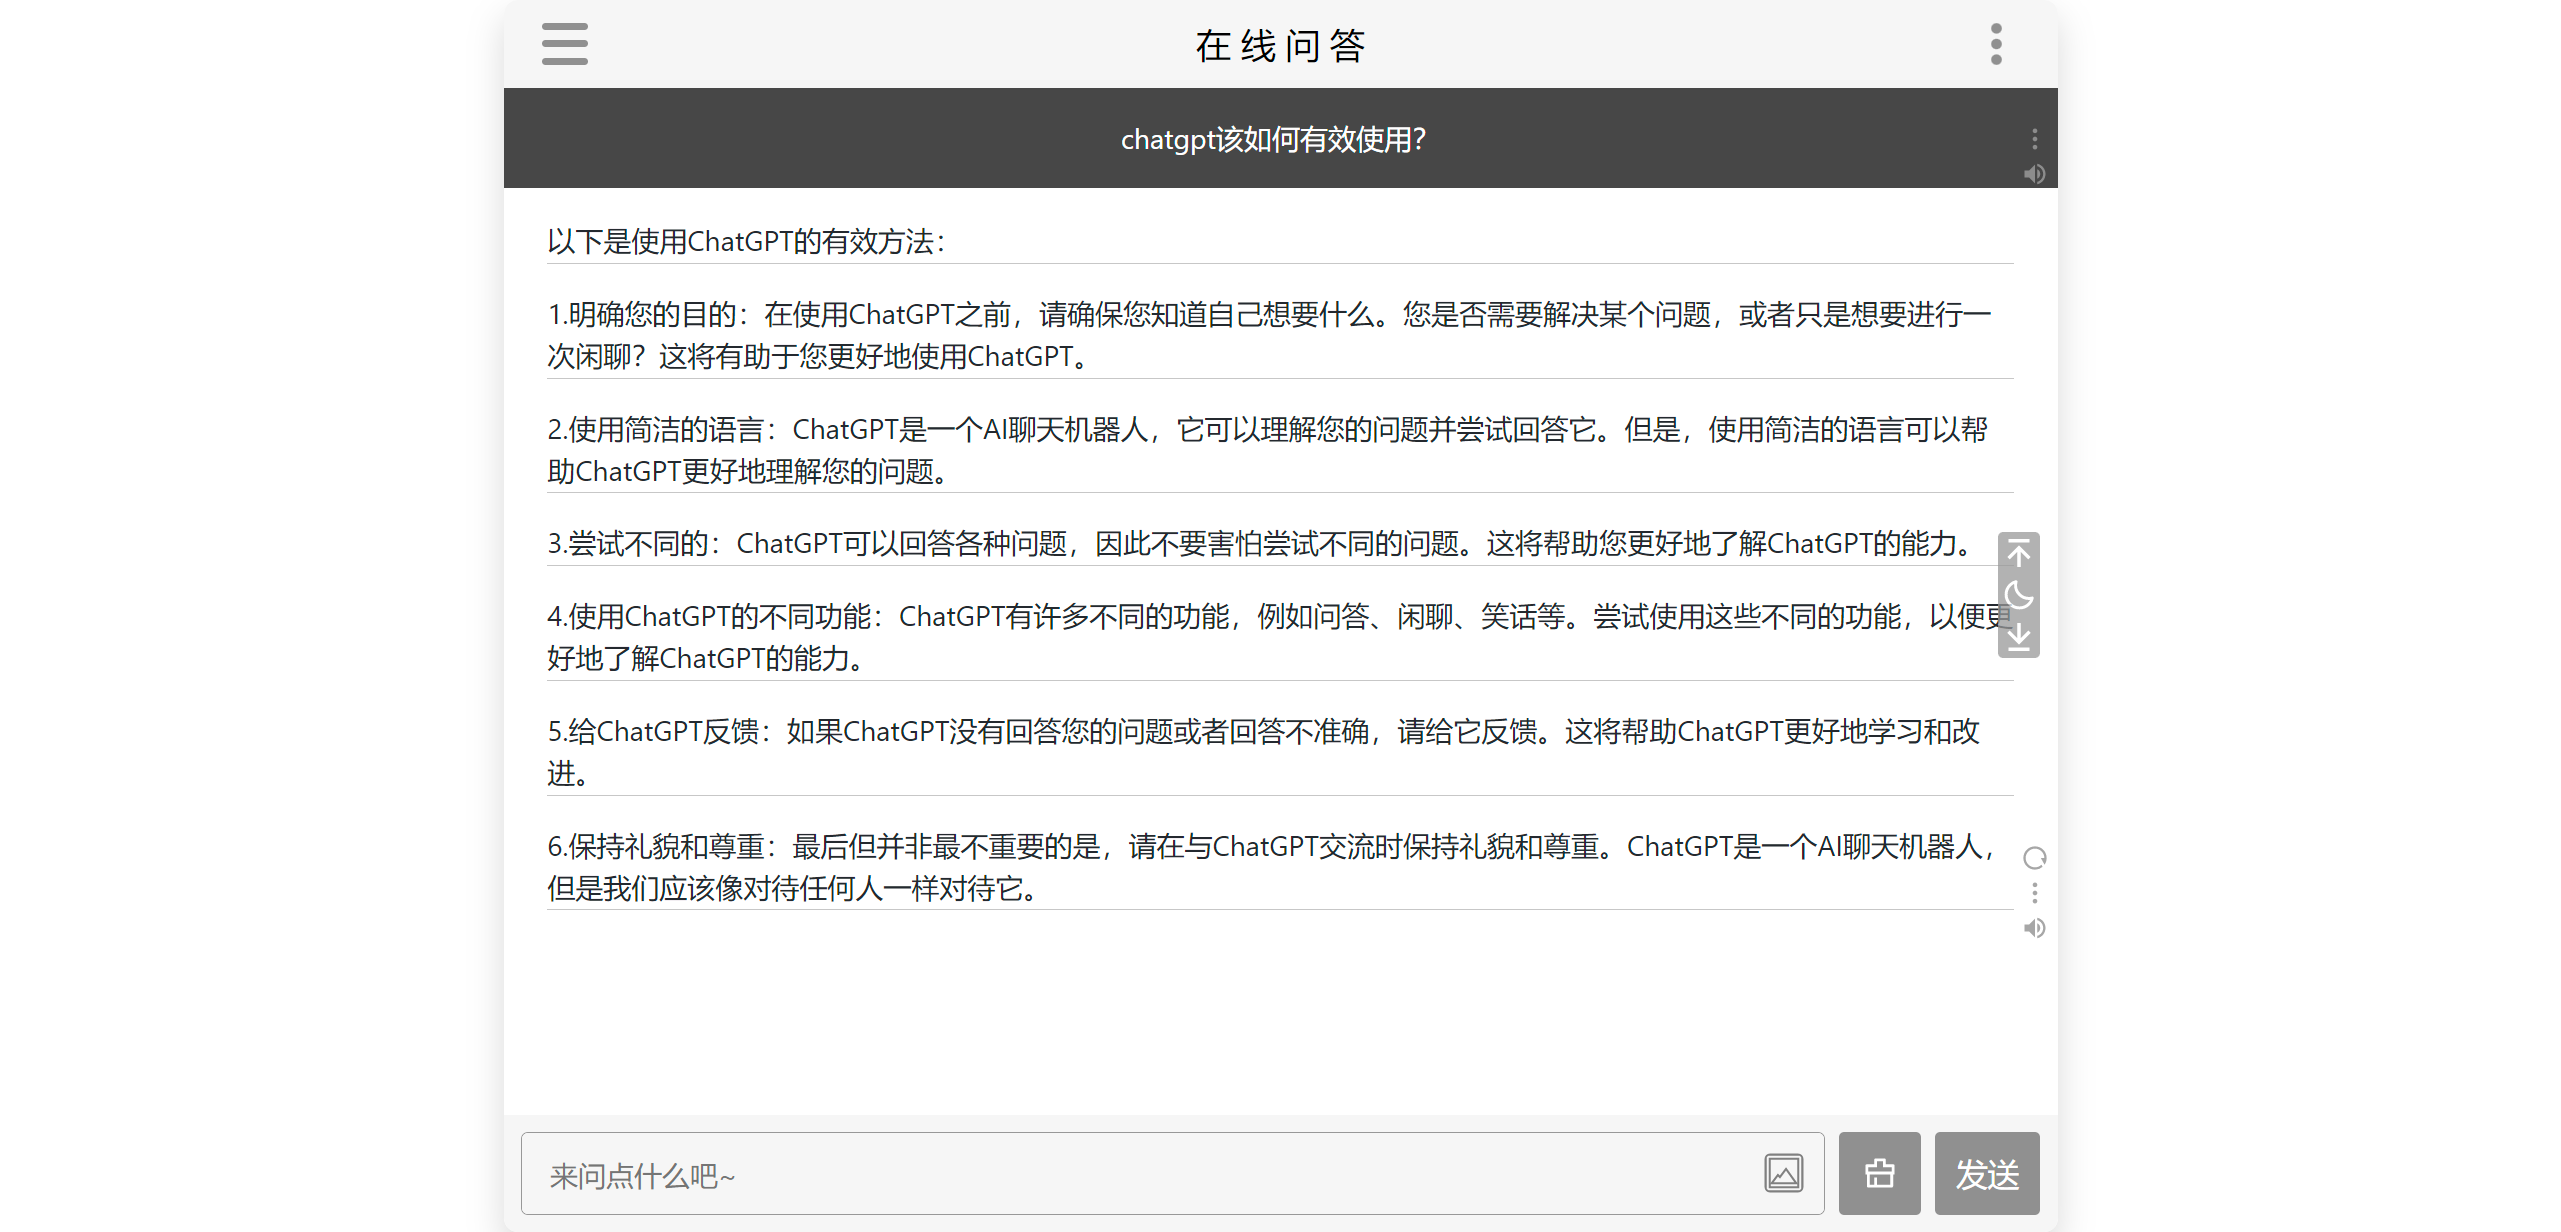 在线问答
chatgpt该如何有效使用?
以下是使用ChatGPT的有效方法：
1.明确您的目的：在使用ChatGPT之前，请确保您知道自己想要什么。您是否需要解决某个问题，或者只是想要进行一
次闲聊？这将有助于您更好地使用ChatGPT。
2.使用简洁的语言：ChatGPT是一个AI聊天机器人，它可以理解您的问题并尝试回答它。但是，使用简洁的语言可以帮
助ChatGPT更好地理解您的问题。
3.尝试不同的：ChatGPT可以回答各种问题，因此不要害怕尝试不同的问题。这将帮助您更好地了解ChatGPT的能力。
4.使用ChatGPT的不同功能：ChatGPT有许多不同的功能，例如问答、闲聊、笑话等。尝试使用这些不同的功能，以便更
好地了解ChatGPT的能力。
5.给ChatGPT反馈：如果ChatGPT没有回答您的问题或者回答不准确，请给它反馈。这将帮助ChatGPT更好地学习和改
进。
6.保持礼貌和尊重：最后但并非最不重要的是，请在与ChatGPT交流时保持礼貌和尊重。ChatGPT是一个AI聊天机器人，
但是我们应该像对待任何人一样对待它。
来问点什么吧~
发送